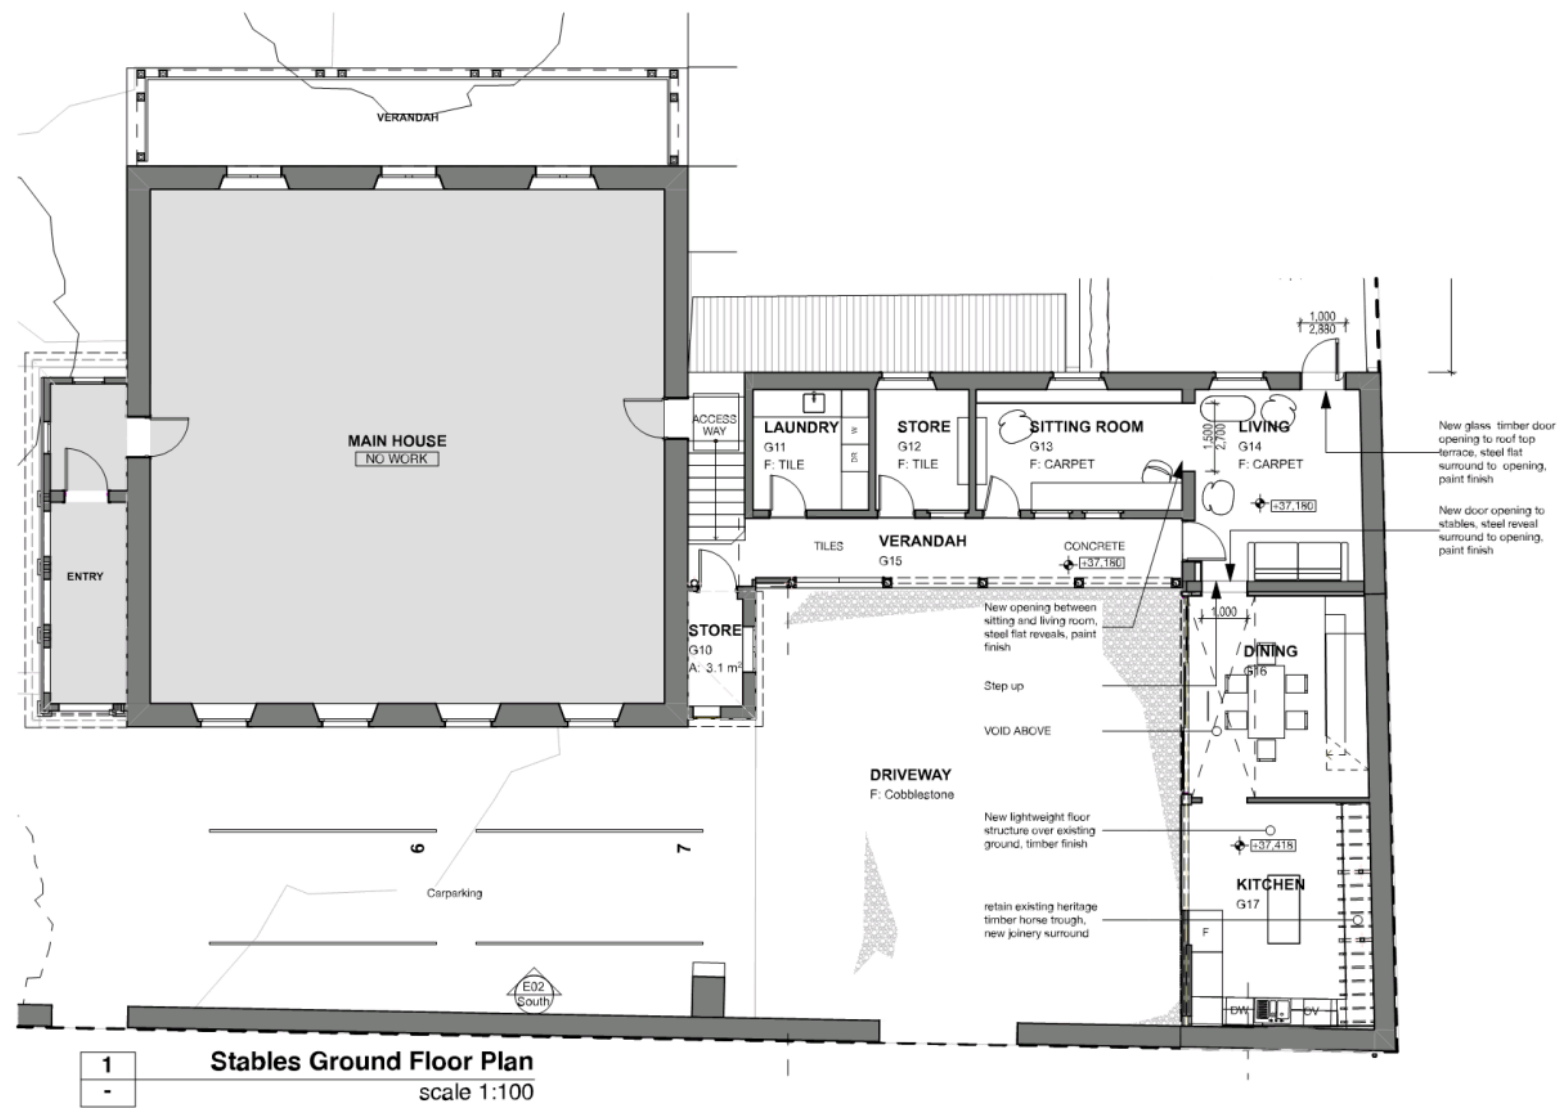 VERANDAH
1,000
2,880
ACCESS
WAY
LAUNDRY
G11
F: TILE
W
DR
STORE
G12
F: TILE
SITTING ROOM
G13
F: CARPET
1,500
2,700
LIVING
G14
F: CARPET
+37,180
New glass timber door
opening to roof top
terrace, steel flat
surround to opening,
paint finish
New door opening to
stables, steel reveal
surround to opening,
paint finish
MAIN HOUSE
NO WORK
ENTRY
TILES
VERANDAH
G15
CONCRETE
+37,180
STORE
G10
A: 3.1 m²
New opening between
sitting and living room,
steel flat reveals, paint
finish
1,000
DINING
G16
Step up
VOID ABOVE
DRIVEWAY
F: Cobblestone
New lightweight floor
structure over existing
ground, timber finish
+37,418
KITCHEN
G17
retain existing heritage
timber horse trough,
new joinery surround
F
DW
OV
6
7
Carparking
E02
South
1
-
Stables Ground Floor Plan
scale 1:100